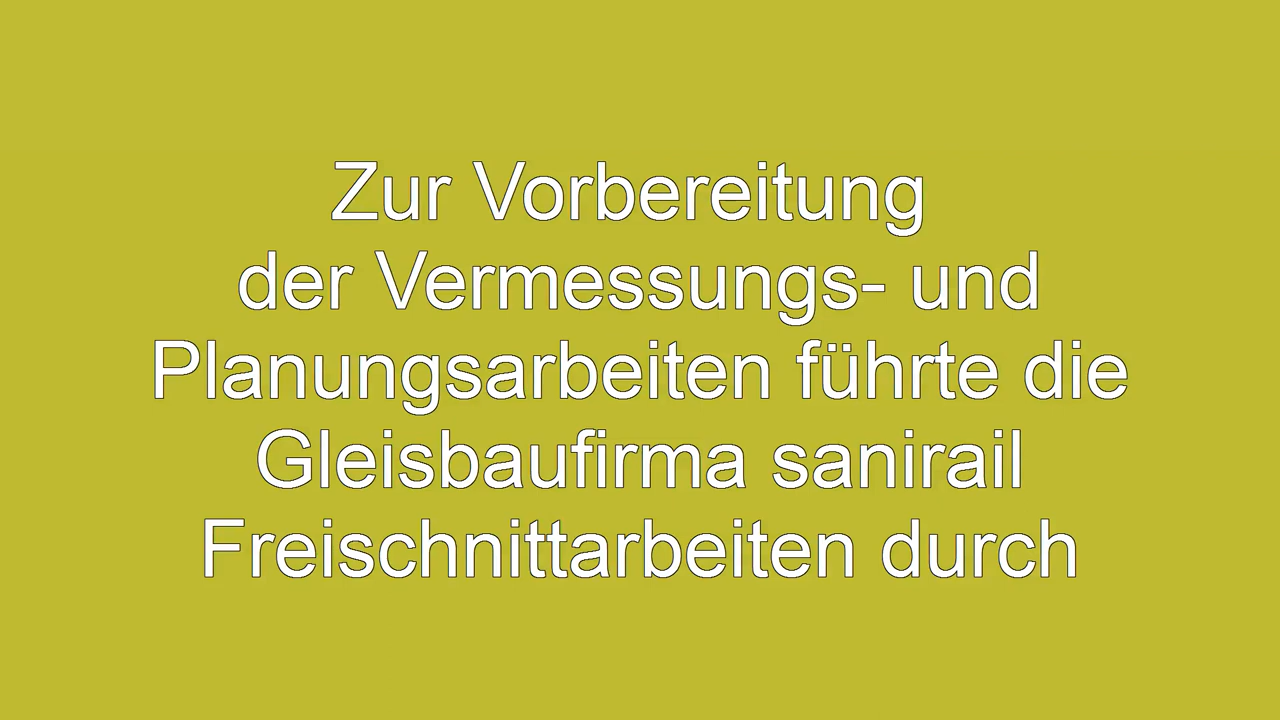 Zur Vorbereitung
der Vermessungs- und
Planungsarbeiten führte die
Gleisbaufirma sanirail
Freischnittarbeiten durch